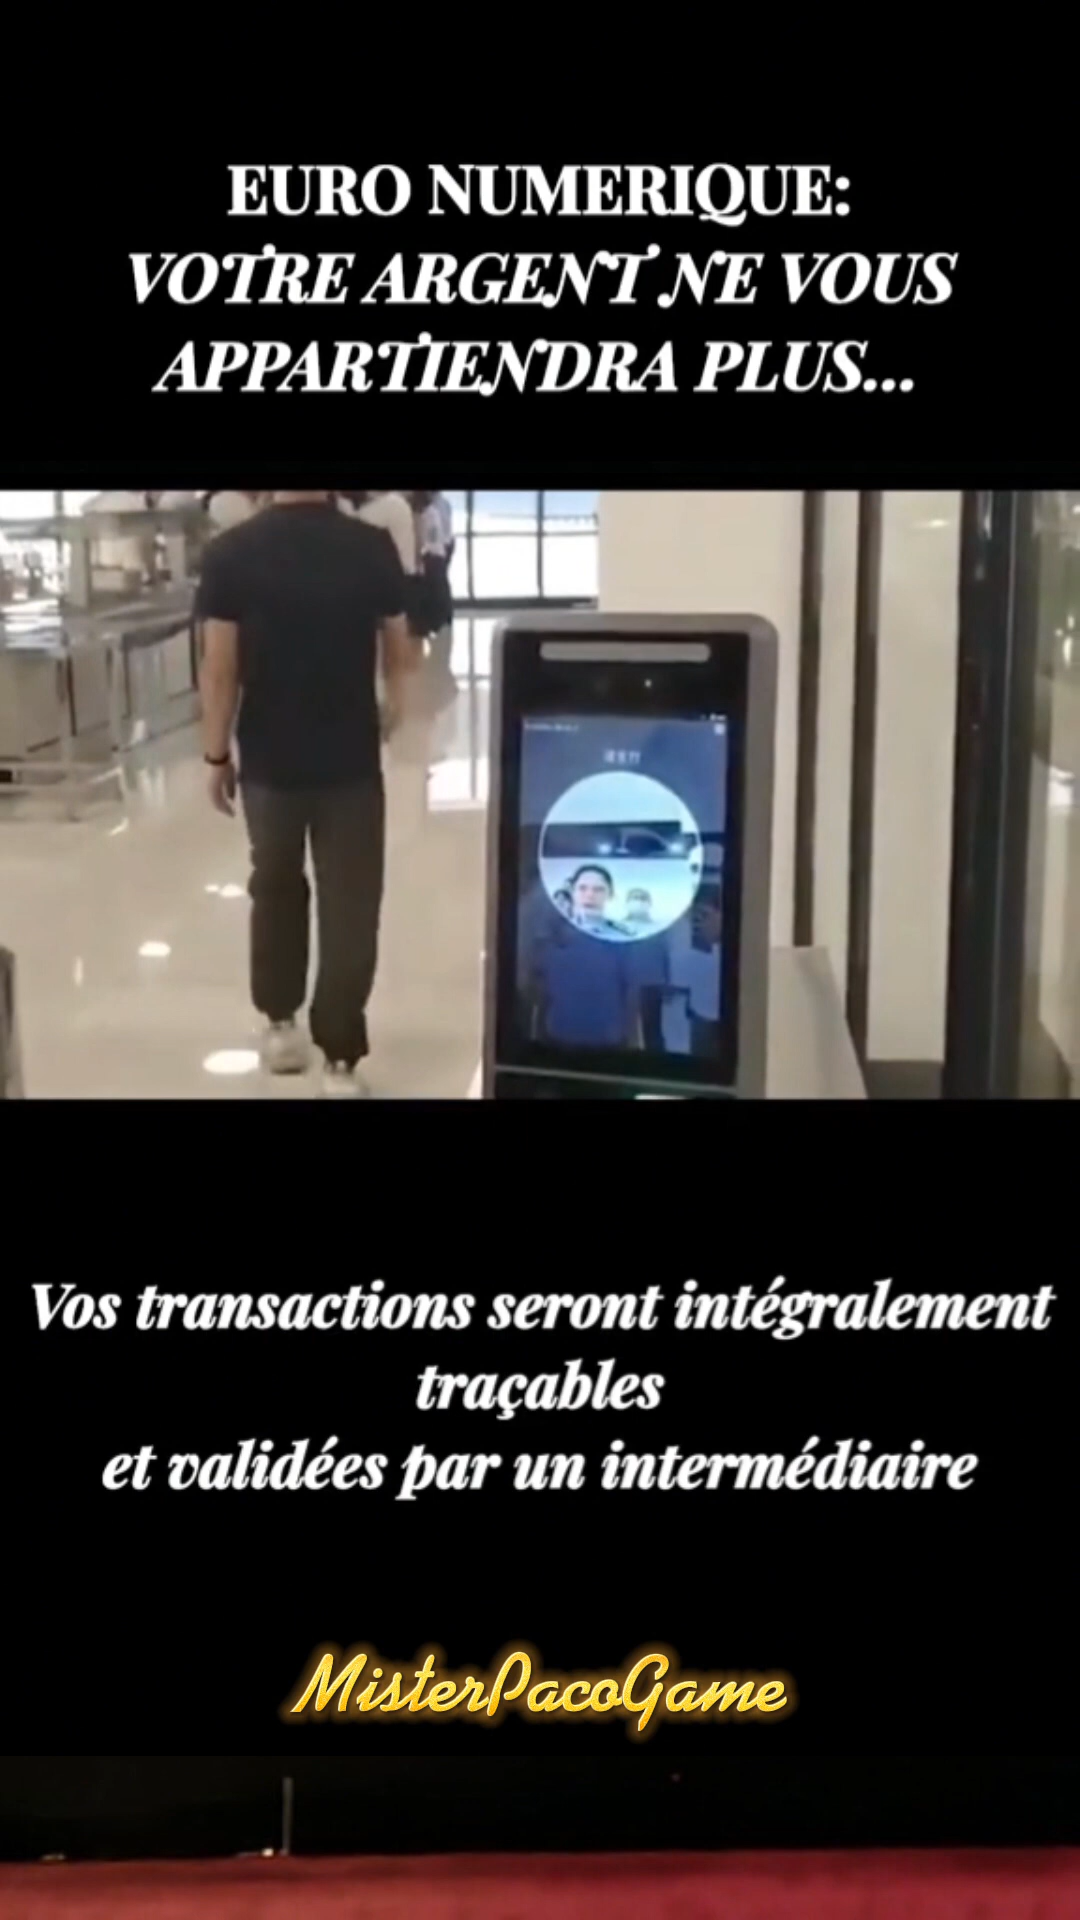 EURO NUMERIQUE:
VOTRE ARGENT NE VOUS
APPARTIENDRA PLUS...
Vos transactions seront intégralement
traçables
et validées par un intermédiaire
MisterPacoGame